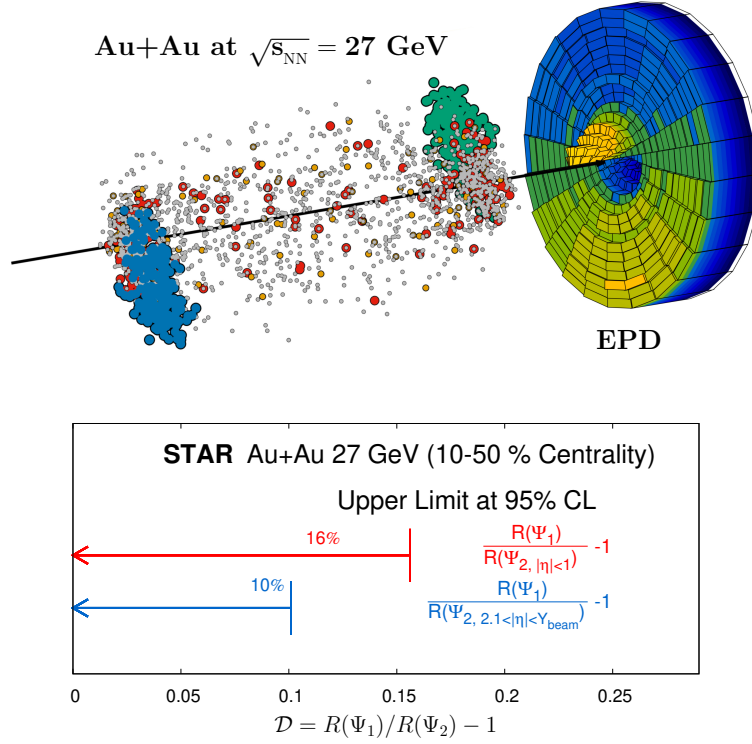 Au+Au at √s_NN = 27 GeV
EPD
STAR Au+Au 27 GeV (10-50 % Centrality)
Upper Limit at 95% CL
16%
R(Ψ₁)
R(Ψ₂, |η|<1) -1
10%
R(Ψ₁)
R(Ψ₂, 2.1<|η|<Y_beam) -1
0 0.05 0.1 0.15 0.2 0.25
𝒟 = R(Ψ₁)/R(Ψ₂) − 1